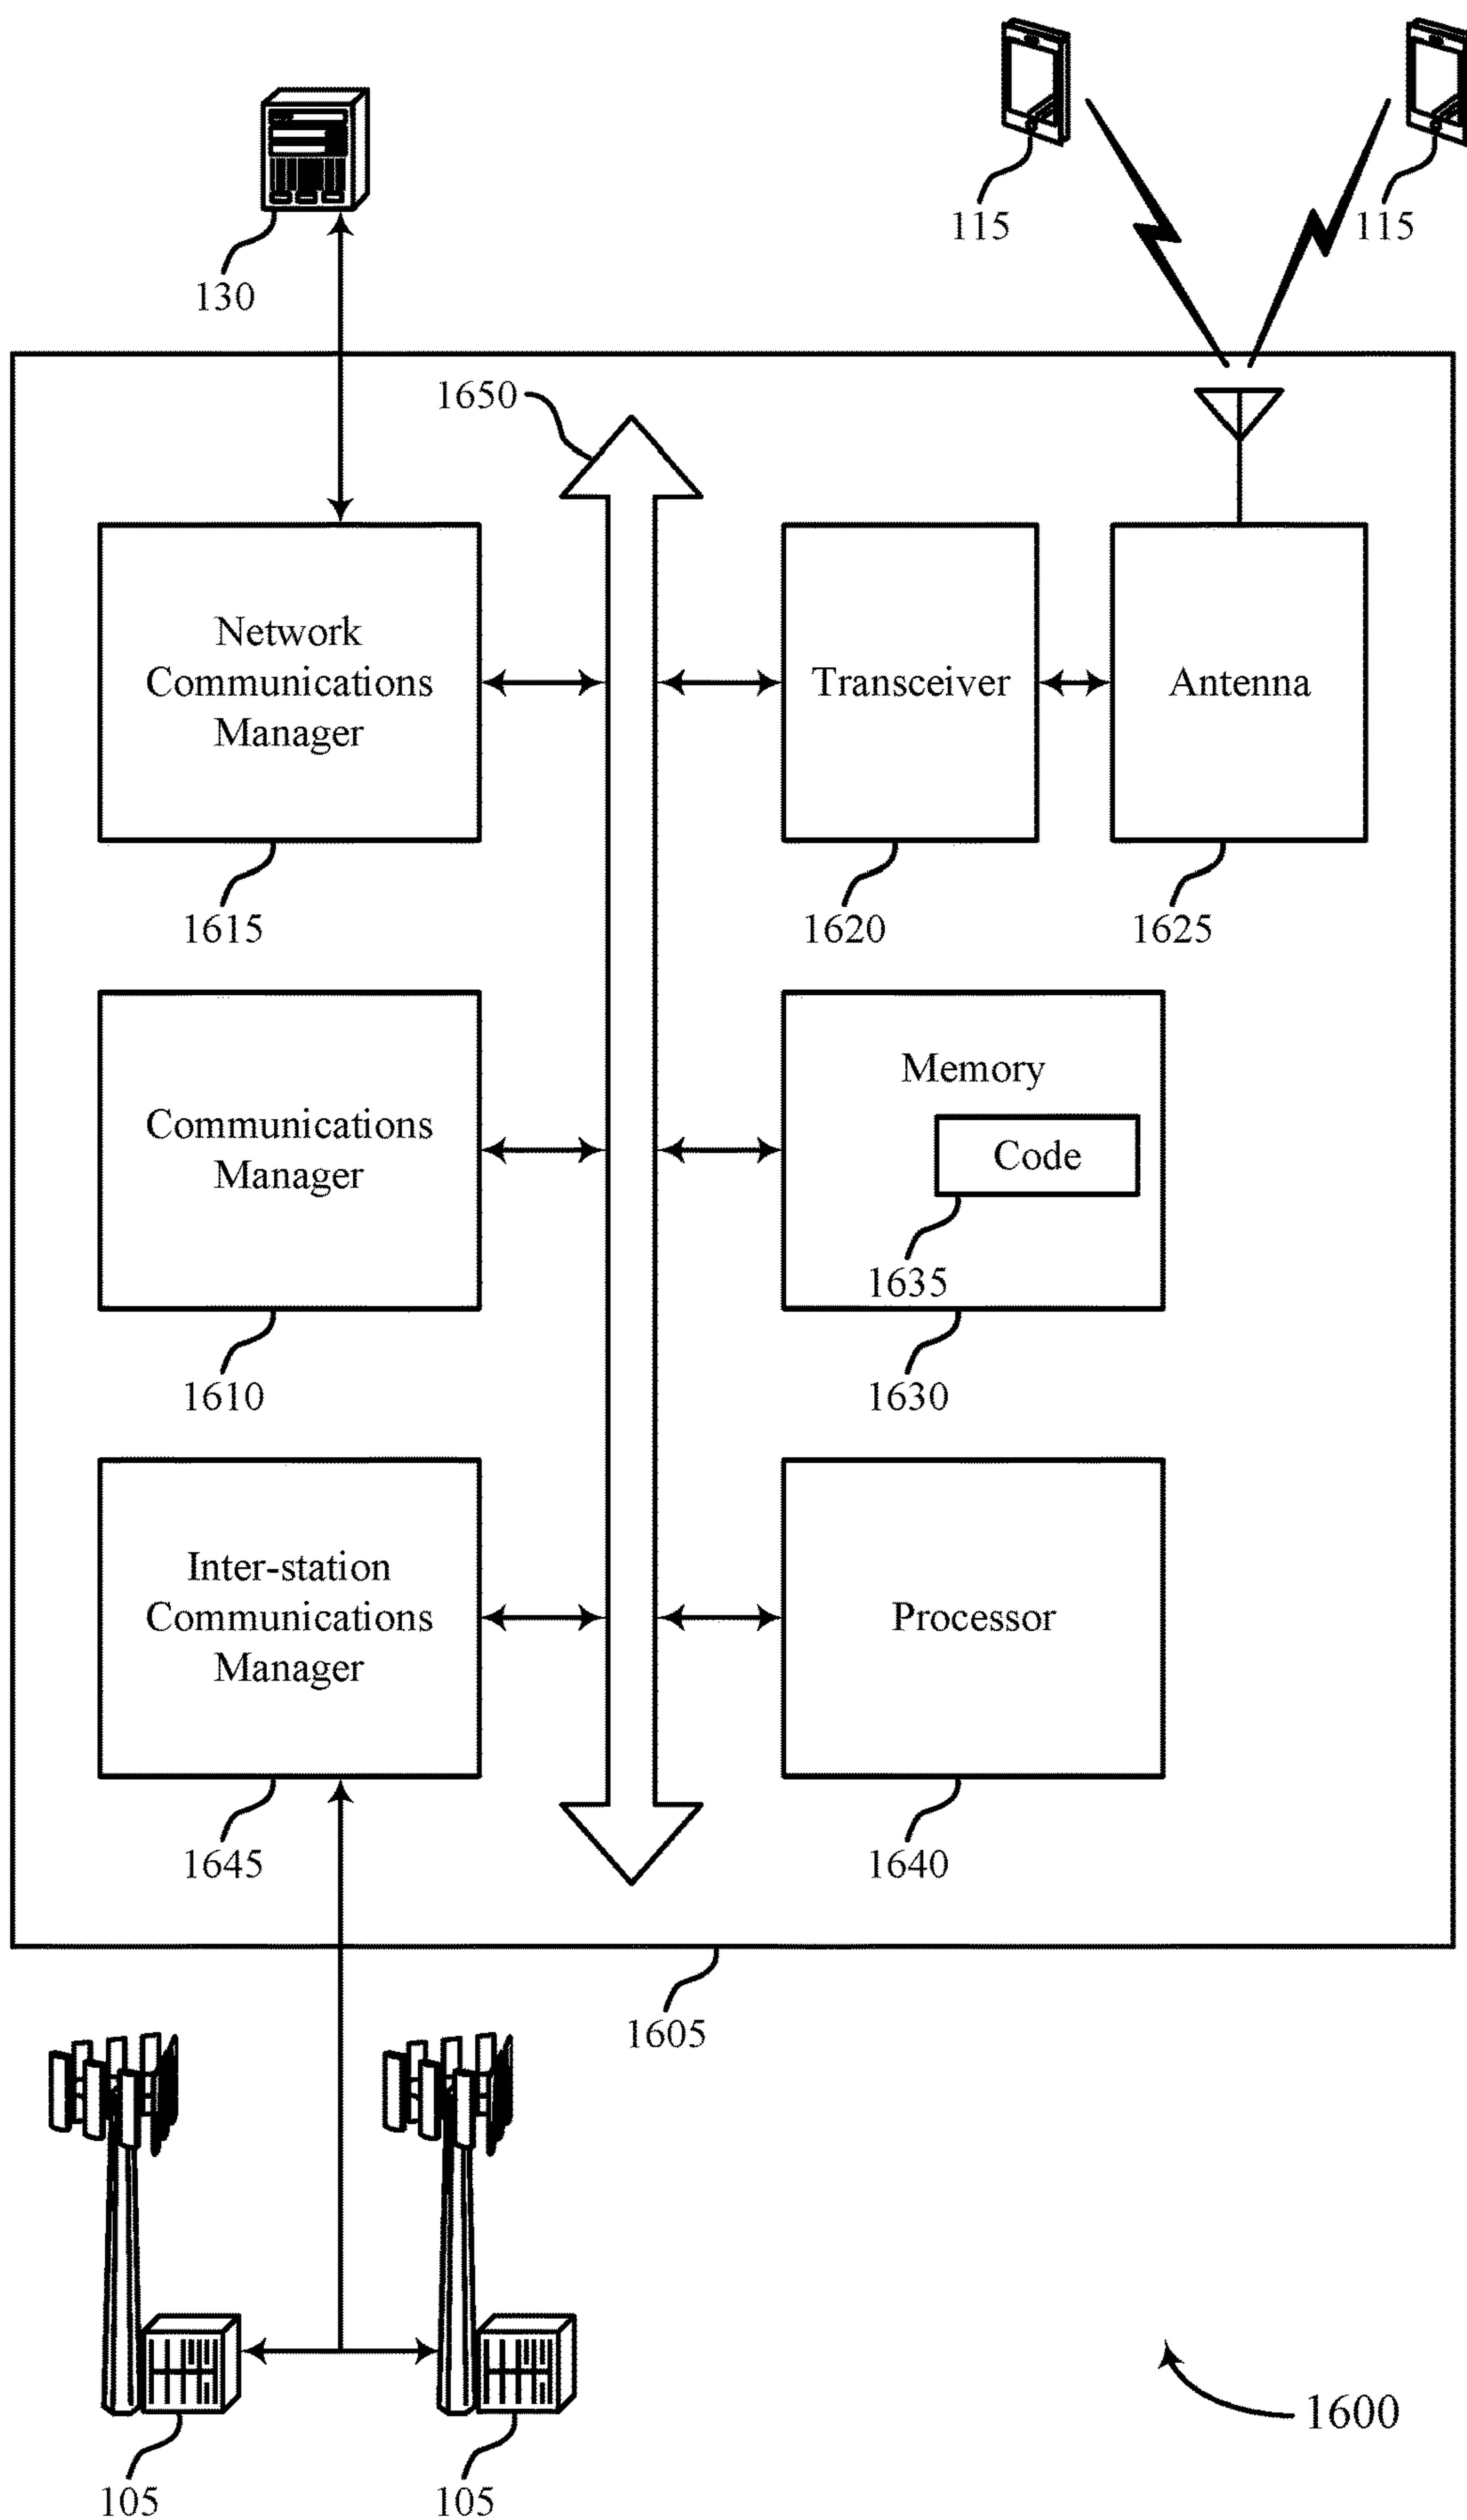 115
115
130
1650
Network
Communications
Manager
Transceiver
Antenna
1615
1620
1625
Communications
Manager
Memory
Code
1635
1610
1630
Inter-station
Communications
Manager
Processor
1645
1640
1605
1600
105
105